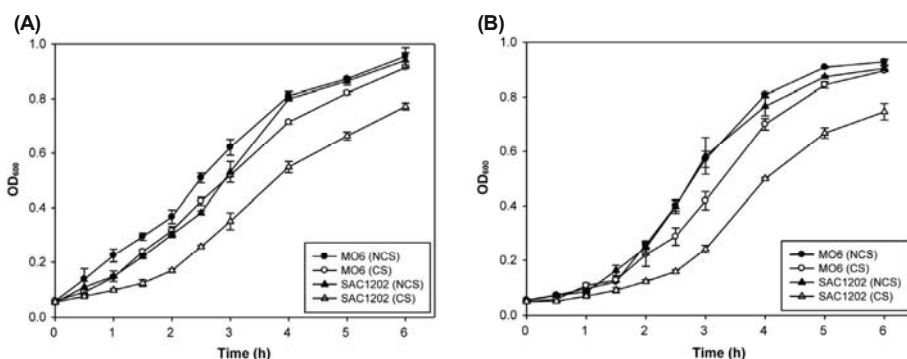 (A)
1.0
0.8
0.6
0.4
0.2
0.0
OD600
0 1 2 3 4 5 6
Time (h)
MO6 (NCS)
MO6 (CS)
SAC1202 (NCS)
SAC1202 (CS)
(B)
1.0
0.8
0.6
0.4
0.2
0.0
OD600
0 1 2 3 4 5 6
Time (h)
MO6 (NCS)
MO6 (CS)
SAC1202 (NCS)
SAC1202 (CS)